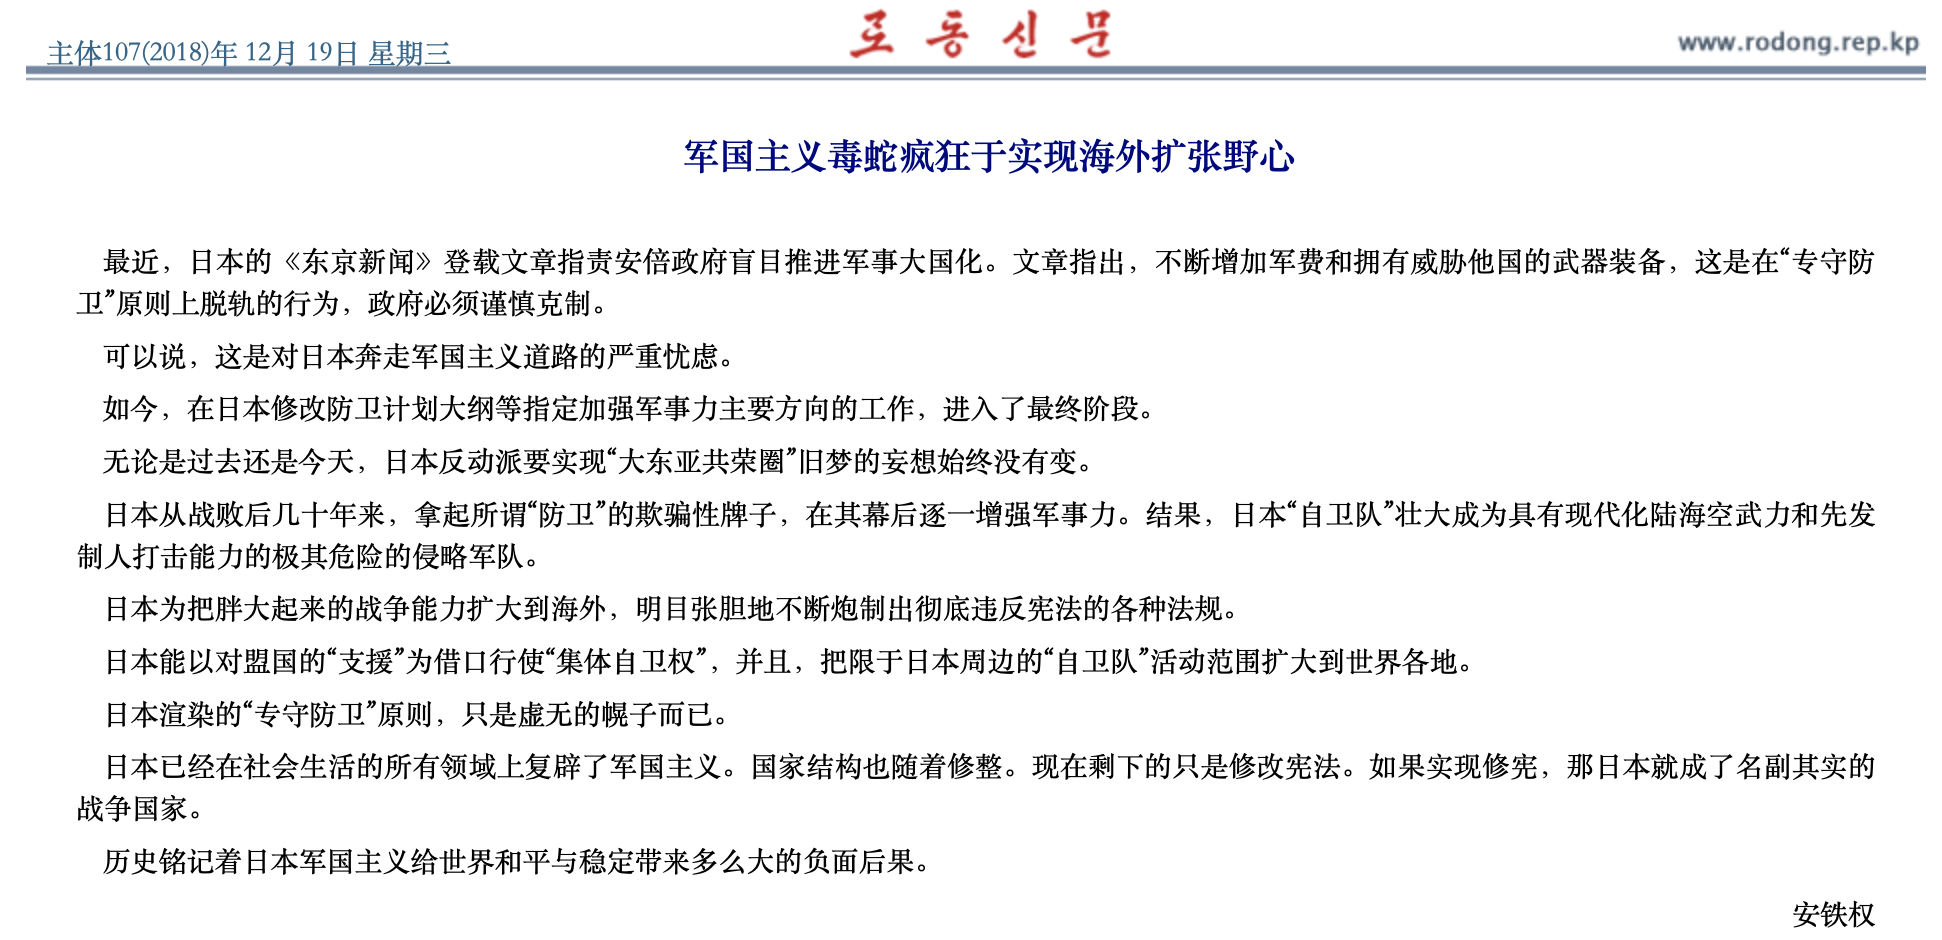 主体107(2018)年 12月 19日 星期三
로동신문
www.rodong.rep.kp
军国主义毒蛇疯狂于实现海外扩张野心
最近，日本的《东京新闻》登载文章指责安倍政府盲目推进军事大国化。文章指出，不断增加军费和拥有威胁他国的武器装备，这是在“专守防
卫”原则上脱轨的行为，政府必须谨慎克制。
可以说，这是对日本奔走军国主义道路的严重忧虑。
如今，在日本修改防卫计划大纲等指定加强军事力主要方向的工作，进入了最终阶段。
无论是过去还是今天，日本反动派要实现“大东亚共荣圈”旧梦的妄想始终没有变。
日本从战败后几十年来，拿起所谓“防卫”的欺骗性牌子，在其幕后逐一增强军事力。结果，日本“自卫队”壮大成为具有现代化陆海空武力和先发
制人打击能力的极其危险的侵略军队。
日本为把胖大起来的战争能力扩大到海外，明目张胆地不断炮制出彻底违反宪法的各种法规。
日本能以对盟国的“支援”为借口行使“集体自卫权”，并且，把限于日本周边的“自卫队”活动范围扩大到世界各地。
日本渲染的“专守防卫”原则，只是虚无的幌子而已。
日本已经在社会生活的所有领域上复辟了军国主义。国家结构也随着修整。现在剩下的只是修改宪法。如果实现修宪，那日本就成了名副其实的
战争国家。
历史铭记着日本军国主义给世界和平与稳定带来多么大的负面后果。
安铁权